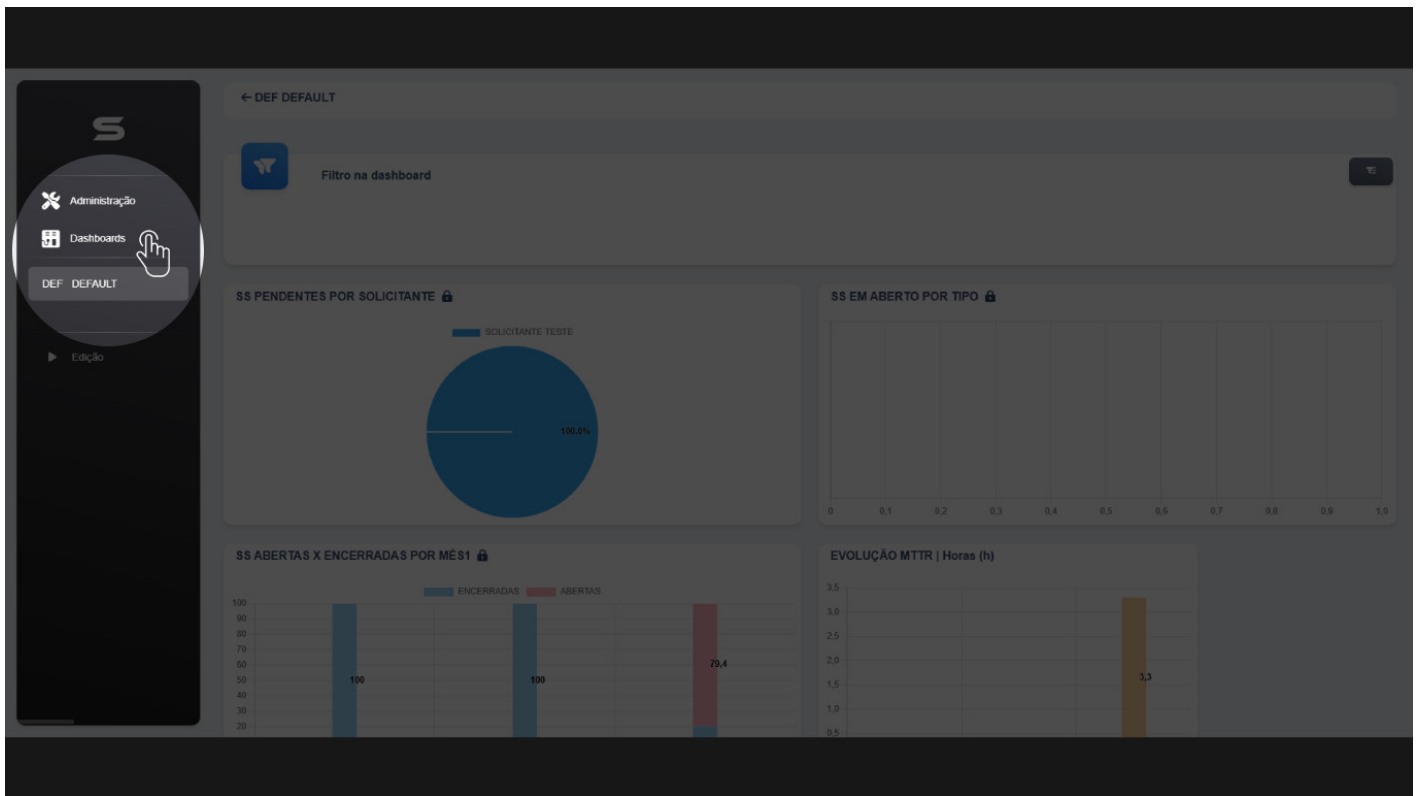 S
Administração
Dashboards
DEF DEFAULT
Edição
← DEF DEFAULT
Filtro na dashboard
SS PENDENTES POR SOLICITANTE
SOLICITANTE TESTE
100.0%
SS EM ABERTO POR TIPO
0 0,1 0,2 0,3 0,4 0,5 0,6 0,7 0,8 0,9 1,0
SS ABERTAS X ENCERRADAS POR MÊS1
ENCERRADAS ABERTAS
100
90
80
70
60
50
40
30
20
100 100 79,4
EVOLUÇÃO MTTR | Horas (h)
3,5
3,0
2,5
2,0
1,5
1,0
0,5
3,3